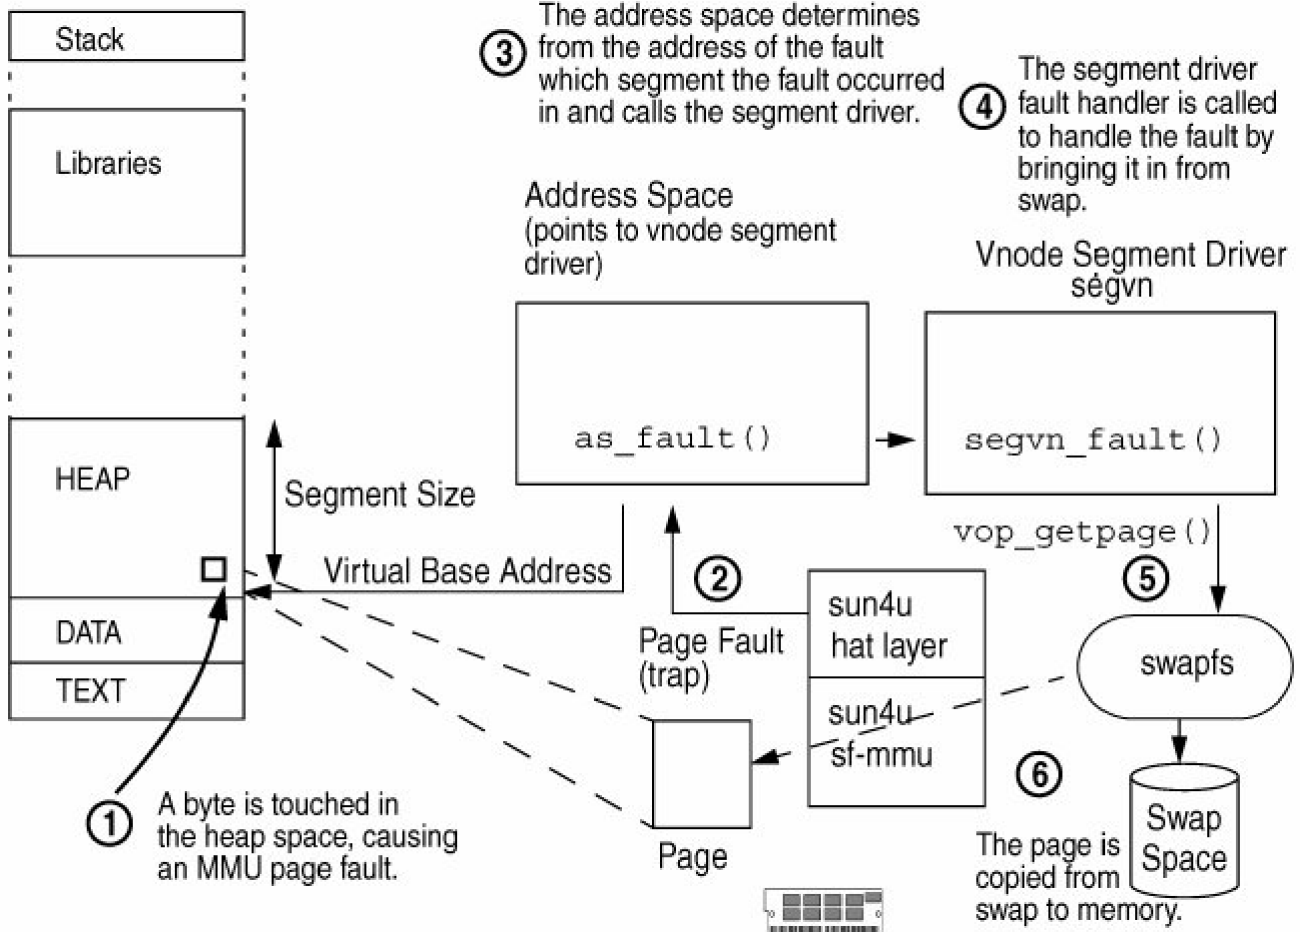 Stack
Libraries
HEAP
DATA
TEXT
Segment Size
Virtual Base Address
1
A byte is touched in
the heap space, causing
an MMU page fault.
3
The address space determines
from the address of the fault
which segment the fault occurred
in and calls the segment driver.
4
The segment driver
fault handler is called
to handle the fault by
bringing it in from
swap.
Address Space
(points to vnode segment
driver)
as_fault()
Vnode Segment Driver
segvn
segvn_fault()
vop_getpage()
2
Page Fault
(trap)
sun4u
hat layer
sun4u
sf-mmu
5
swapfs
Swap
Space
6
The page is
copied from
swap to memory.
Page